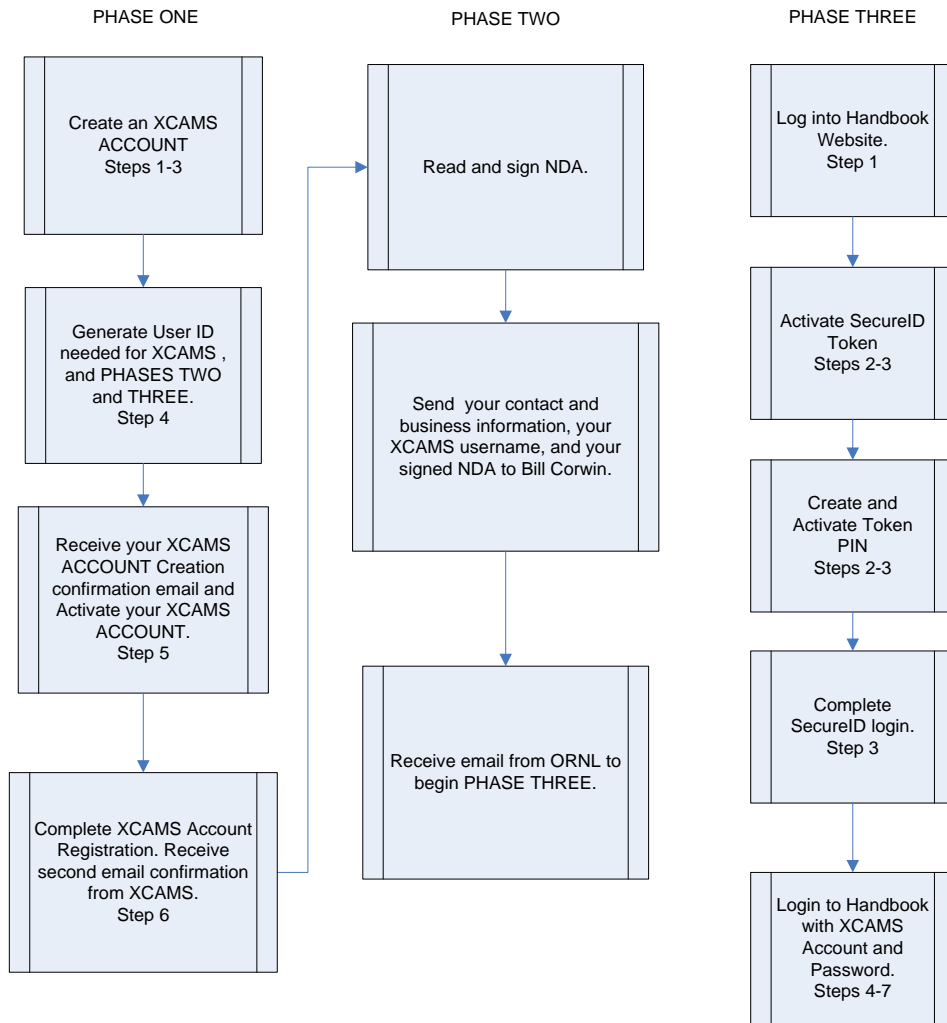 PHASE ONE
Create an XCAMS
ACCOUNT
Steps 1-3
Generate User ID
needed for XCAMS ,
and PHASES TWO
and THREE.
Step 4
Receive your XCAMS
ACCOUNT Creation
confirmation email and
Activate your XCAMS
ACCOUNT.
Step 5
Complete XCAMS Account
Registration. Receive
second email confirmation
from XCAMS.
Step 6
PHASE TWO
Read and sign NDA.
Send your contact and
business information, your
XCAMS username, and your
signed NDA to Bill Corwin.
Receive email from ORNL to
begin PHASE THREE.
PHASE THREE
Log into Handbook
Website.
Step 1
Activate SecureID
Token
Steps 2-3
Create and
Activate Token
PIN
Steps 2-3
Complete
SecureID login.
Step 3
Login to Handbook
with XCAMS
Account and
Password.
Steps 4-7